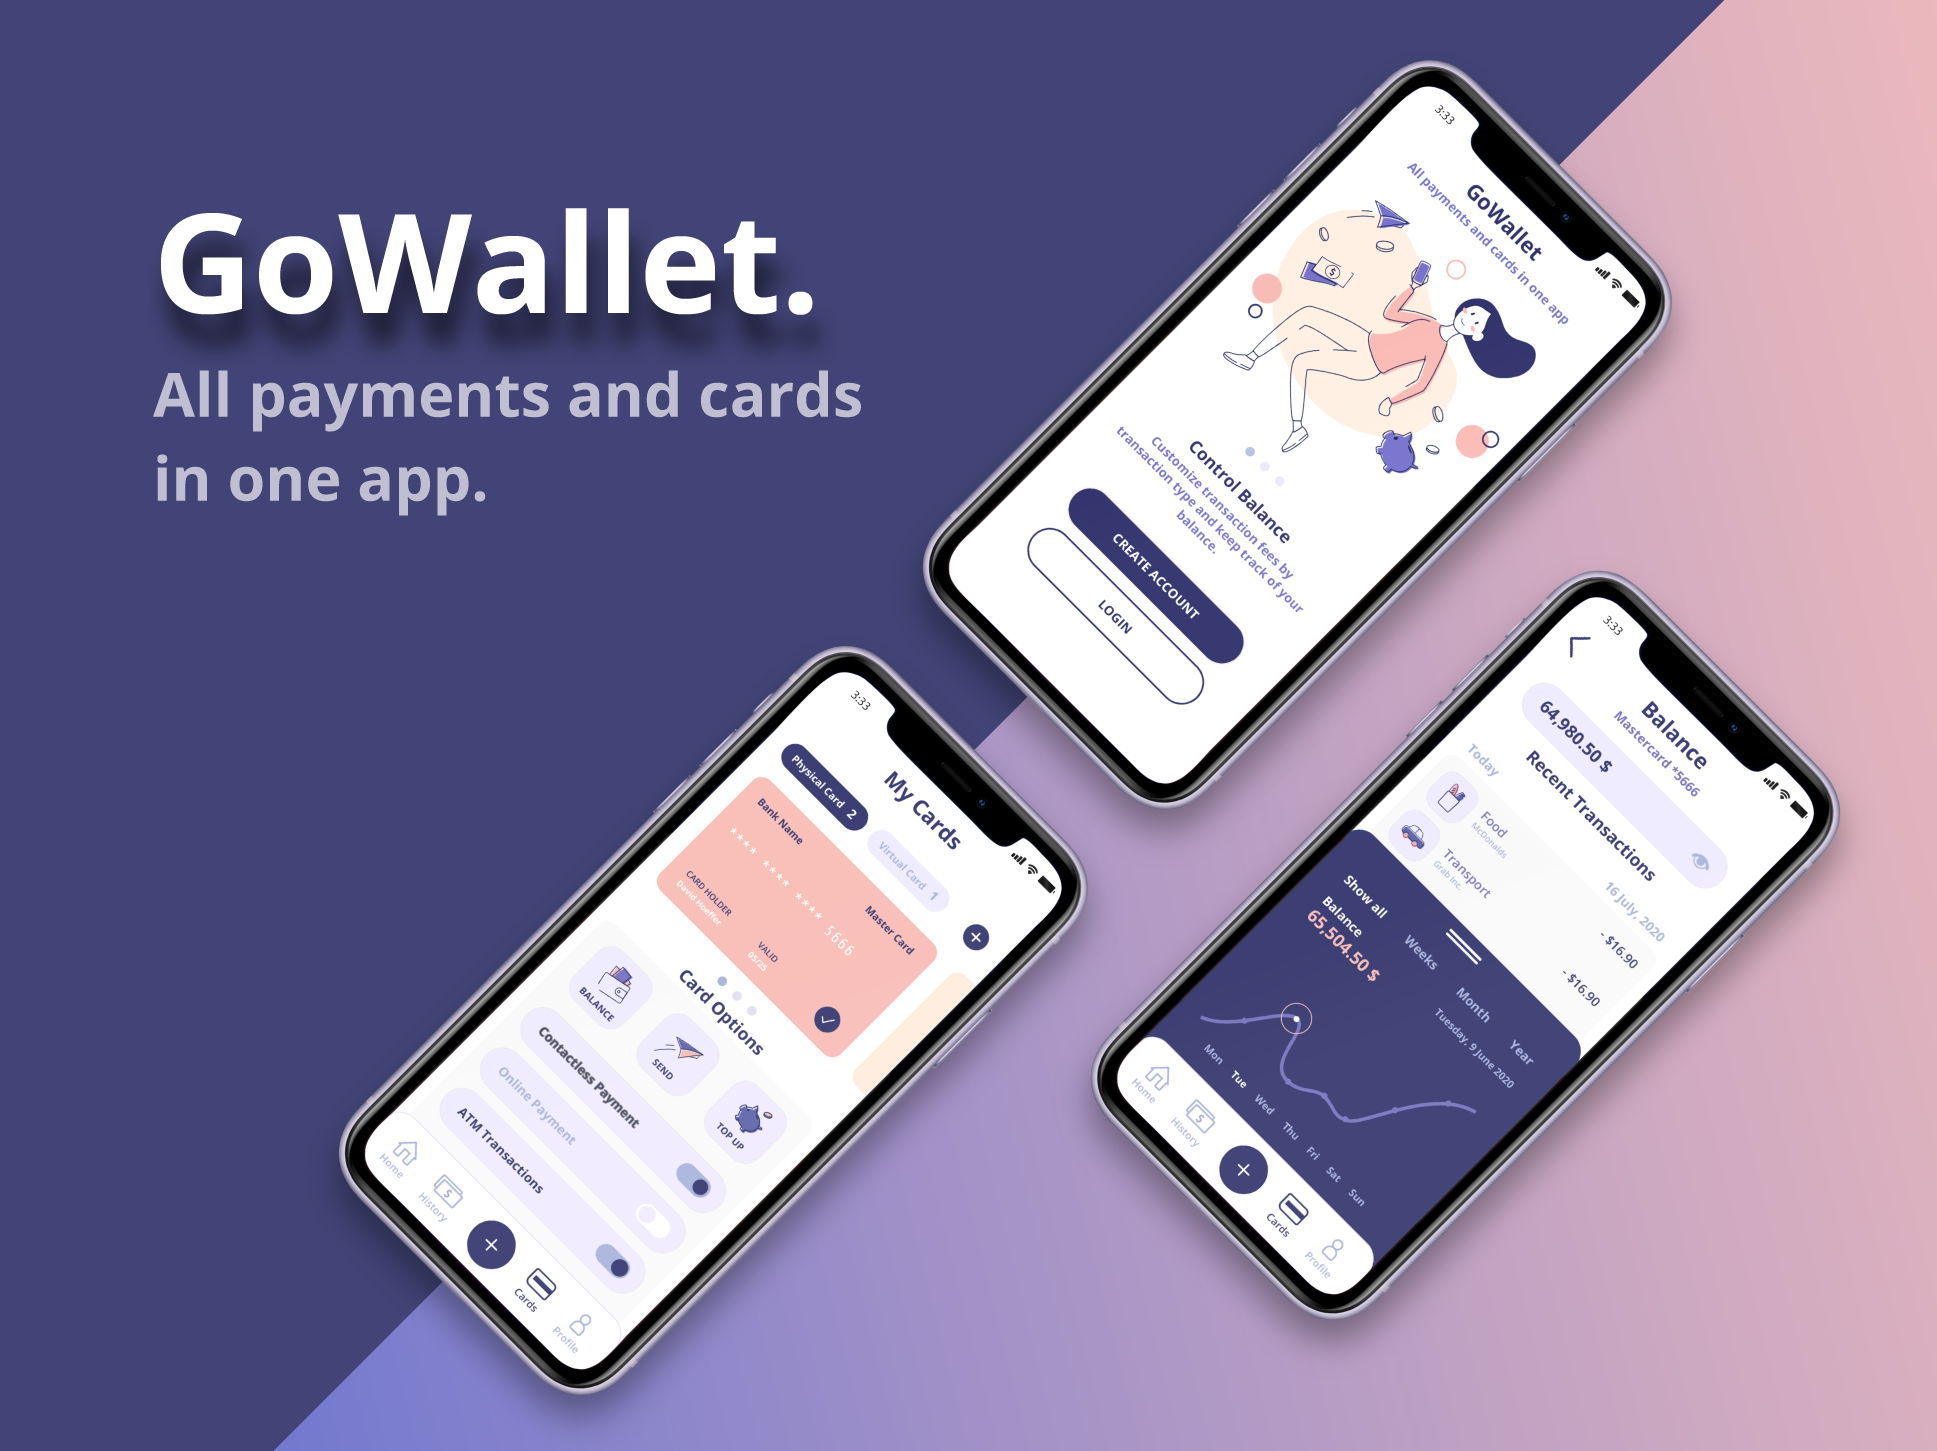 GoWallet.
All payments and cards
in one app.
3:33
GoWallet
All payments and cards in one app
Control Balance
Customize transaction fees by
transaction type and keep track of your
balance.
CREATE ACCOUNT
LOGIN
3:33
My Cards
Physical Card 2
Virtual Card 1
Bank Name
Master Card
**** **** **** 5666
CARD HOLDER
David Hoeffer
VALID
05/25
Card Options
BALANCE
SEND
TOP UP
Contactless Payment
Online Payment
ATM Transactions
Home
History
Cards
Profile
3:33
Balance
Mastercard *5666
64,980.50 $
Recent Transactions
Today
16 July, 2020
Food
McDonalds
- $16.90
Transport
Grab Inc.
- $16.90
Show all
Weeks
Month
Year
Balance
65,504.50 $
Tuesday, 9 June 2020
Mon
Tue
Wed
Thu
Fri
Sat
Sun
Home
History
Cards
Profile